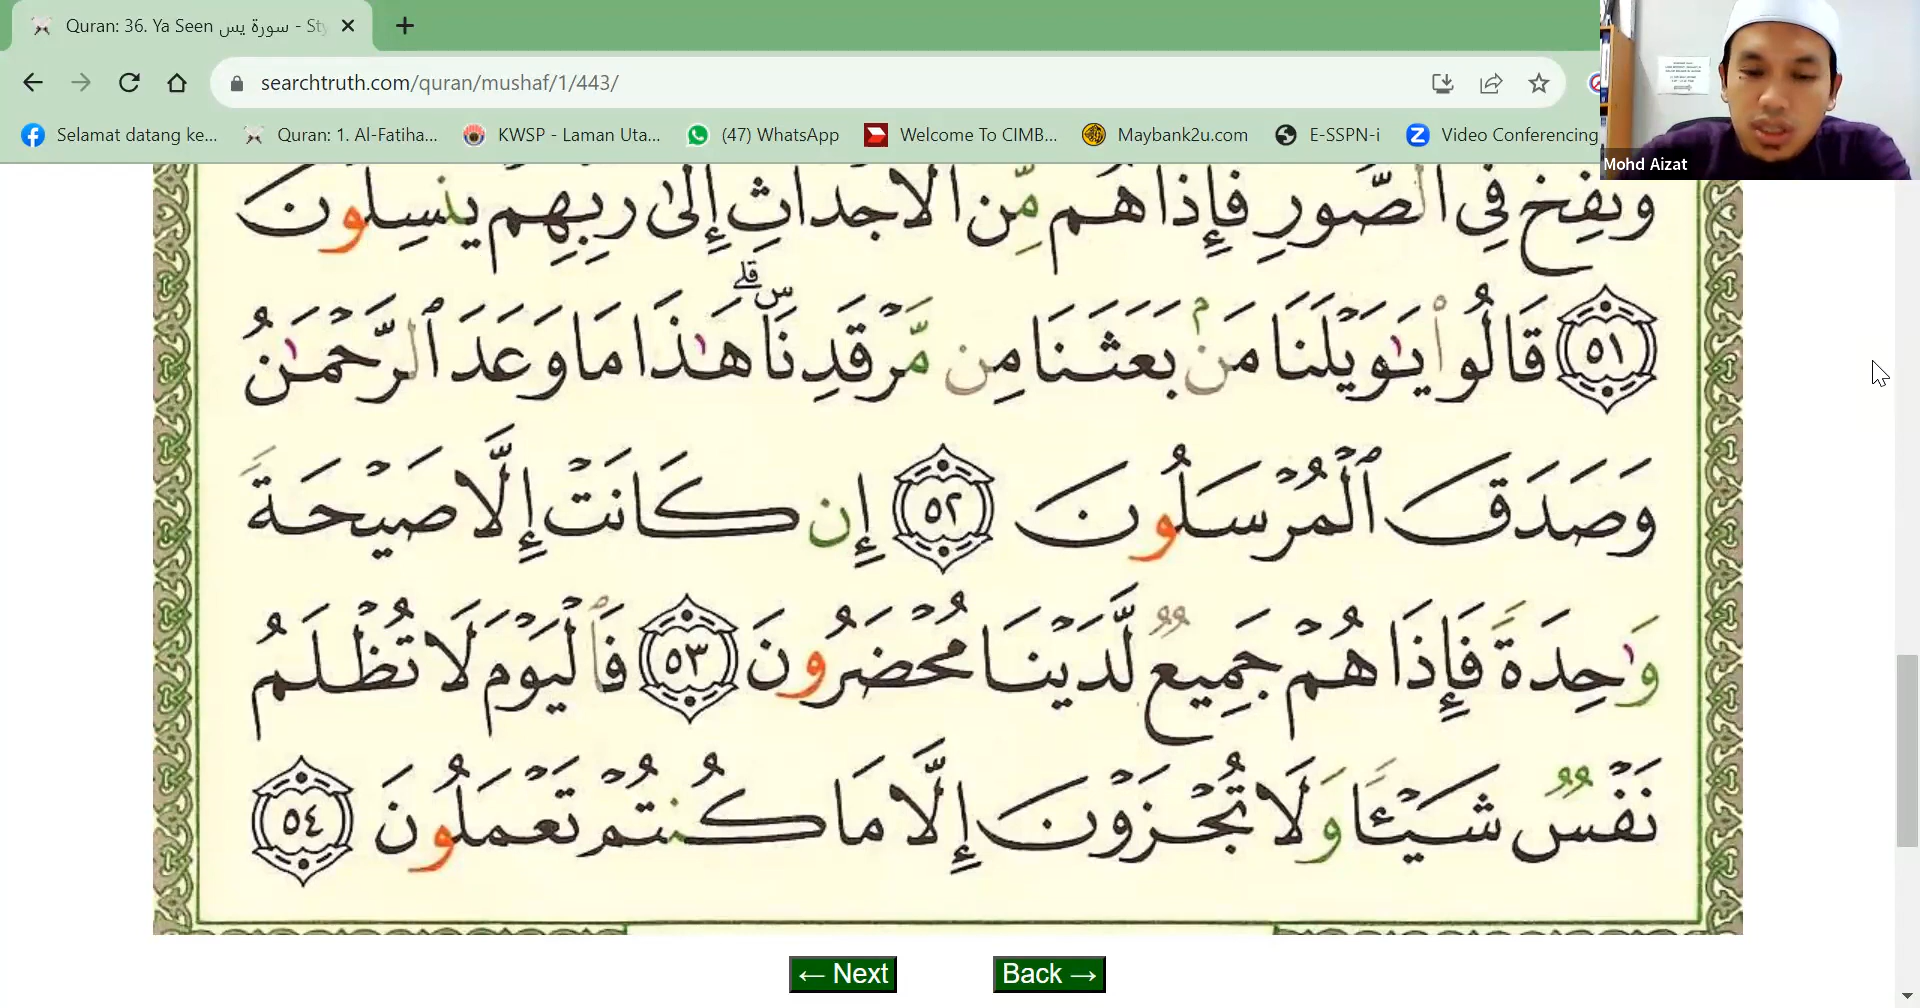 Quran: 36. Ya Seen سورة يس - Sty
searchtruth.com/quran/mushaf/1/443/
Selamat datang ke...
Quran: 1. Al-Fatiha...
KWSP - Laman Uta...
(47) WhatsApp
Welcome To CIMB...
Maybank2u.com
E-SSPN-i
Video Conferencing
Mohd Aizat
وَنُفِخَ فِى ٱلصُّورِ فَإِذَا هُم مِّنَ ٱلْأَجْدَاثِ إِلَىٰ رَبِّهِمْ يَنسِلُونَ
٥١ قَالُوا۟ يَـٰوَيْلَنَا مَنۢ بَعَثَنَا مِن مَّرْقَدِنَا ۜ ۗ هَـٰذَا مَا وَعَدَ ٱلرَّحْمَـٰنُ
وَصَدَقَ ٱلْمُرْسَلُونَ ٥٢ إِن كَانَتْ إِلَّا صَيْحَةً
وَٰحِدَةً فَإِذَا هُمْ جَمِيعٌ لَّدَيْنَا مُحْضَرُونَ ٥٣ فَٱلْيَوْمَ لَا تُظْلَمُ
نَفْسٌ شَيْـًٔا وَلَا تُجْزَوْنَ إِلَّا مَا كُنتُمْ تَعْمَلُونَ ٥٤
← Next
Back →